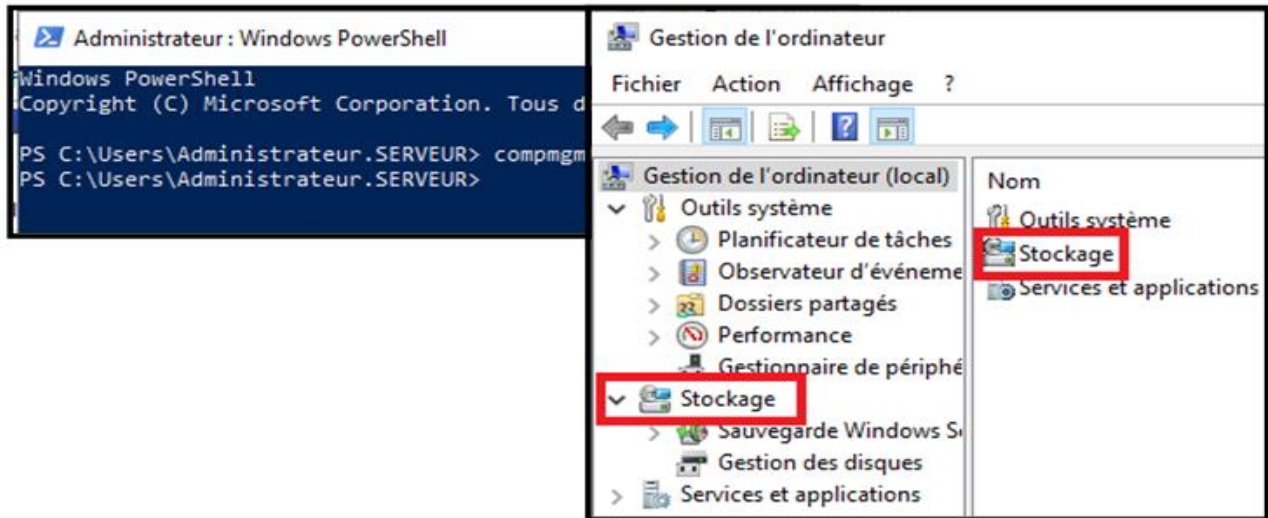 Administrateur : Windows PowerShell
Windows PowerShell
Copyright (C) Microsoft Corporation. Tous d
PS C:\Users\Administrateur.SERVEUR> compmgm
PS C:\Users\Administrateur.SERVEUR>
Gestion de l'ordinateur
Fichier Action Affichage ?
Gestion de l'ordinateur (local)
Outils système
Planificateur de tâches
Observateur d'événeme
Dossiers partagés
Performance
Gestionnaire de périphé
Stockage
Sauvegarde Windows S
Gestion des disques
Services et applications
Nom
Outils système
Stockage
Services et applications